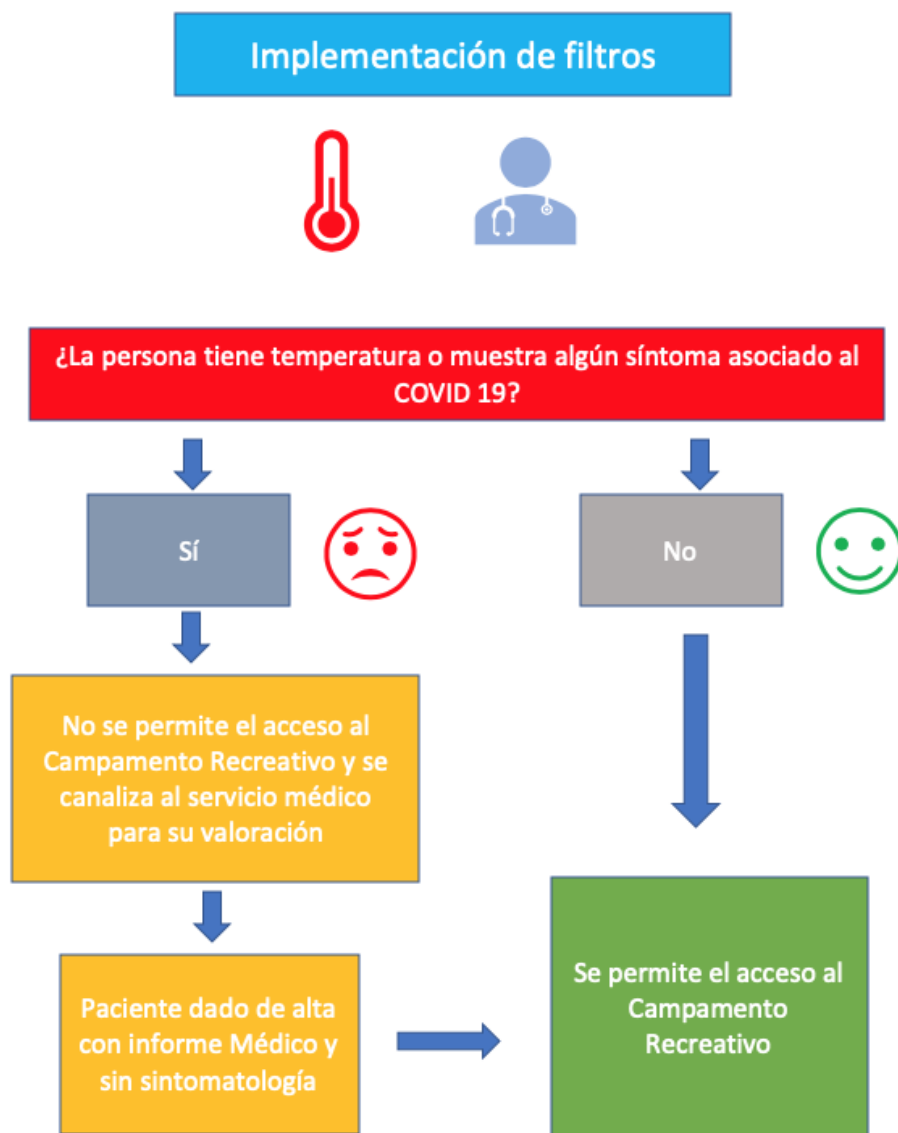 Implementación de filtros
¿La persona tiene temperatura o muestra algún síntoma asociado al
COVID 19?
Sí
No
No se permite el acceso al
Campamento Recreativo y se
canaliza al servicio médico
para su valoración
Paciente dado de alta
con informe Médico y
sin sintomatología
Se permite el acceso al
Campamento
Recreativo